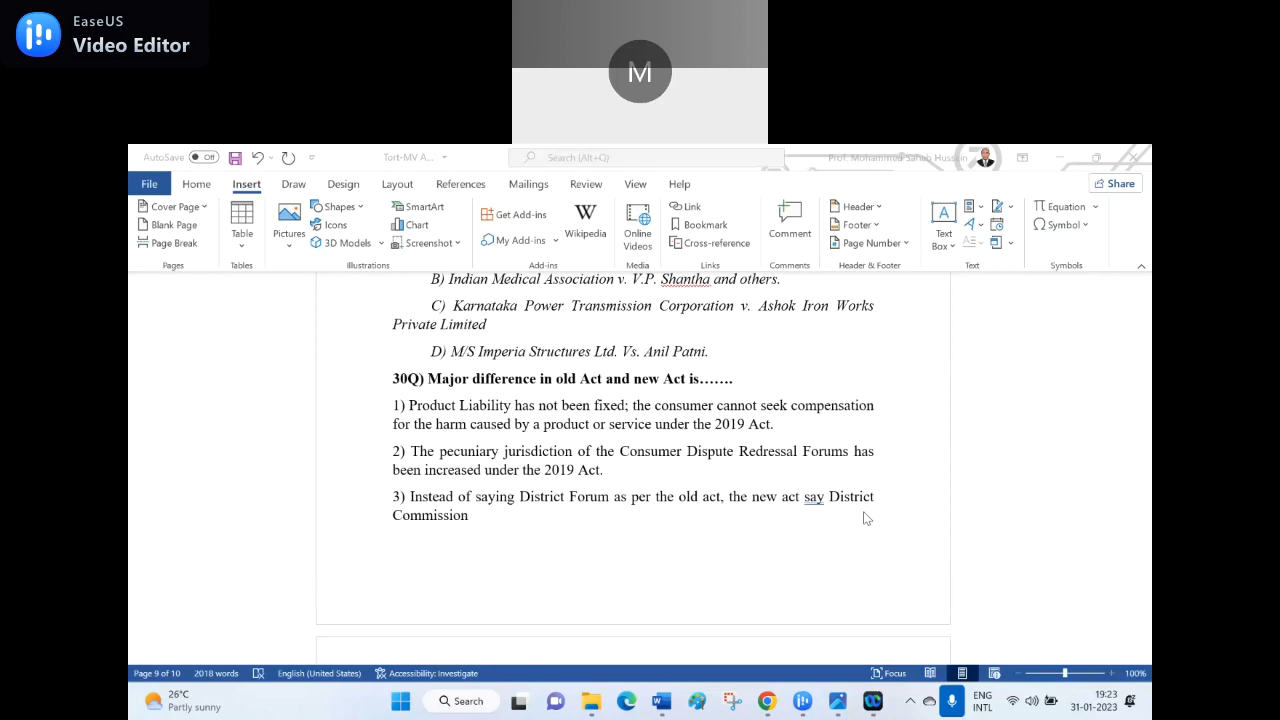 EaseUS
Video Editor
M
AutoSave Off Tort-MV A... Search (Alt+Q) Prof. Mohammed Sahab Hussain
File Home Insert Draw Design Layout References Mailings Review View Help Share
Cover Page
Blank Page
Page Break
Pages
Table
Tables
Pictures
Shapes
Icons
3D Models
SmartArt
Chart
Screenshot
Illustrations
Get Add-ins
My Add-ins
Wikipedia
Add-ins
Online
Videos
Media
Link
Bookmark
Cross-reference
Links
Comment
Comments
Header
Footer
Page Number
Header & Footer
Text
Box
Text
Equation
Symbol
Symbols
B) Indian Medical Association v. V.P. Shantha and others.
C) Karnataka Power Transmission Corporation v. Ashok Iron Works
Private Limited
D) M/S Imperia Structures Ltd. Vs. Anil Patni.
30Q) Major difference in old Act and new Act is…….
1) Product Liability has not been fixed; the consumer cannot seek compensation
for the harm caused by a product or service under the 2019 Act.
2) The pecuniary jurisdiction of the Consumer Dispute Redressal Forums has
been increased under the 2019 Act.
3) Instead of saying District Forum as per the old act, the new act say District
Commission
Page 9 of 10 2018 words English (United States) Accessibility: Investigate Focus 100%
26°C
Partly sunny
Search
ENG
INTL
19:23
31-01-2023